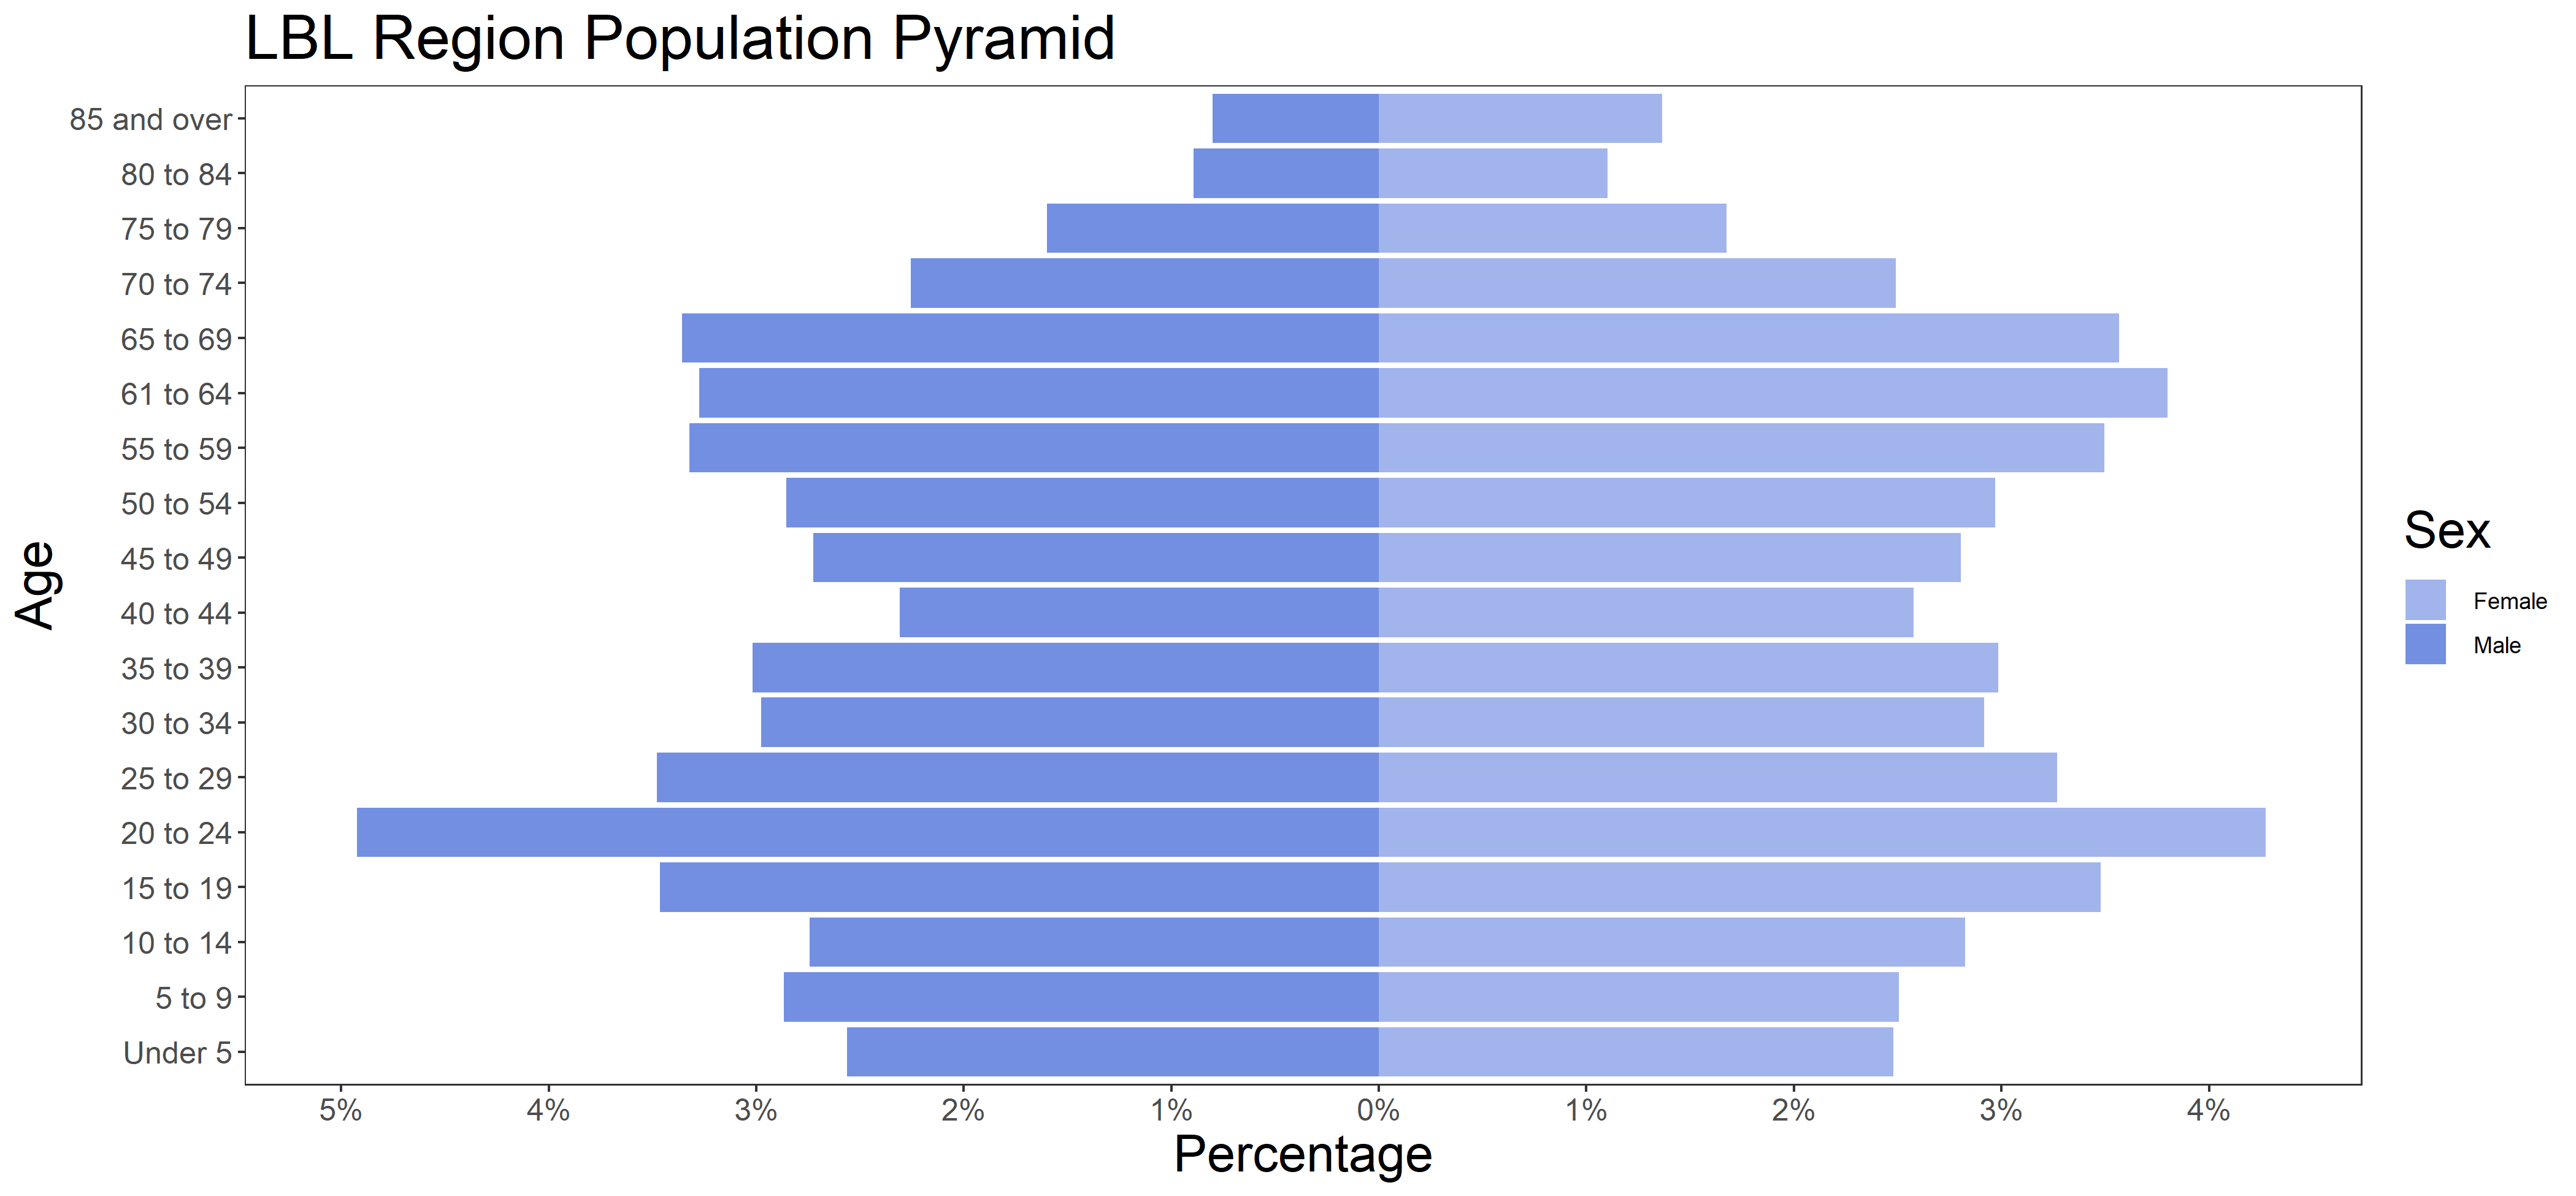 LBL Region Population Pyramid
85 and over
80 to 84
75 to 79
70 to 74
65 to 69
61 to 64
55 to 59
50 to 54
45 to 49
40 to 44
35 to 39
30 to 34
25 to 29
20 to 24
15 to 19
10 to 14
5 to 9
Under 5
Age
5% 4% 3% 2% 1% 0% 1% 2% 3% 4%
Percentage
Sex
Female
Male